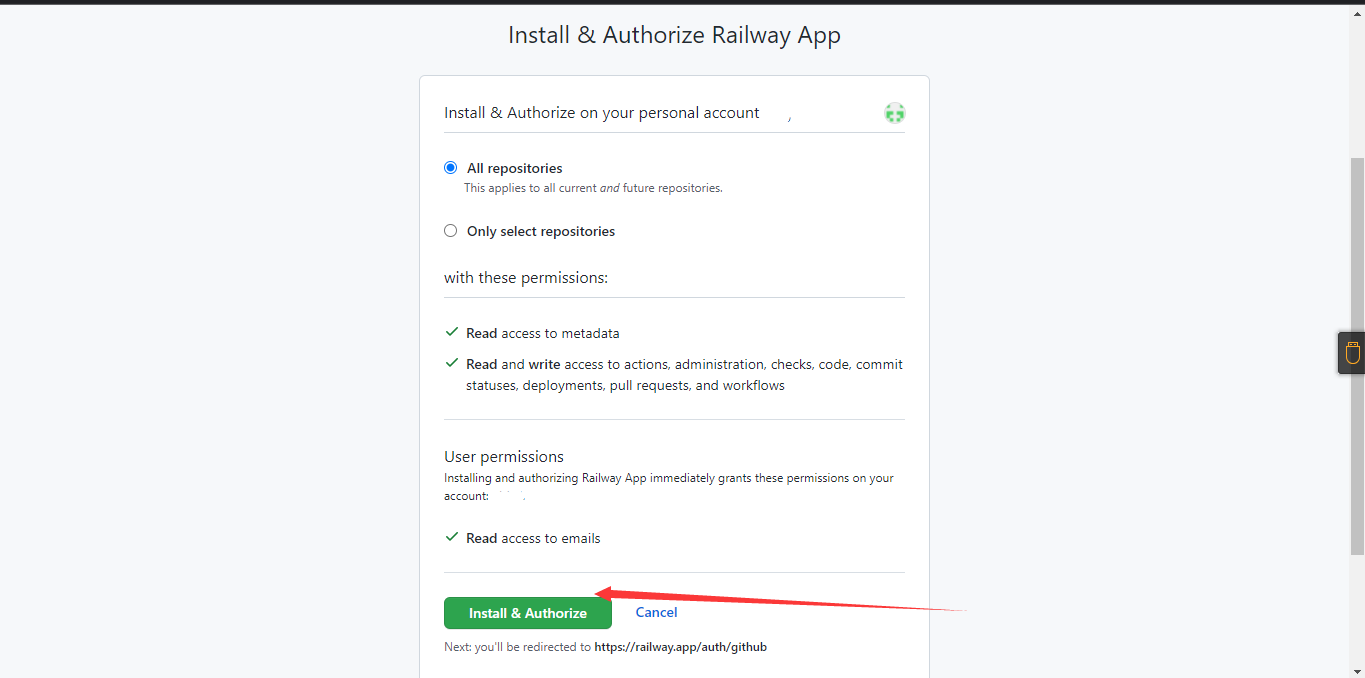 Install & Authorize Railway App
Install & Authorize on your personal account
All repositories
This applies to all current and future repositories.
Only select repositories
with these permissions:
Read access to metadata
Read and write access to actions, administration, checks, code, commit
statuses, deployments, pull requests, and workflows
User permissions
Installing and authorizing Railway App immediately grants these permissions on your
account:
Read access to emails
Install & Authorize
Cancel
Next: you'll be redirected to https://railway.app/auth/github